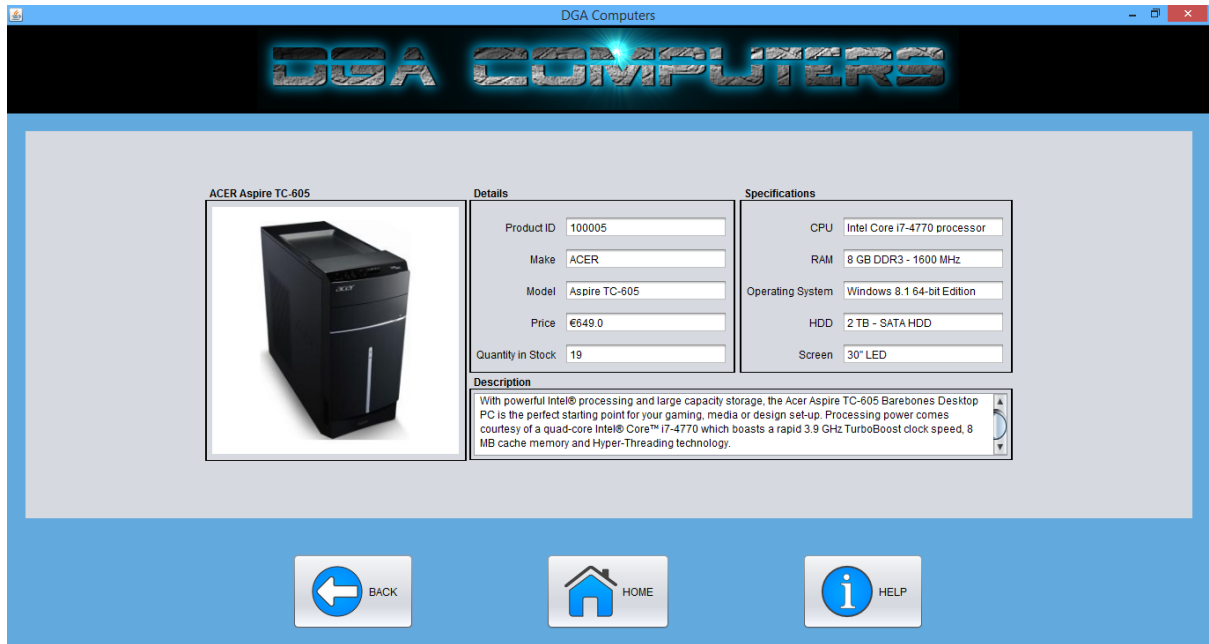 DGA Computers
DGA COMPUTERS
ACER Aspire TC-605
acer
Details
Product ID 100005
Make ACER
Model Aspire TC-605
Price €649.0
Quantity in Stock 19
Specifications
CPU Intel Core i7-4770 processor
RAM 8 GB DDR3 - 1600 MHz
Operating System Windows 8.1 64-bit Edition
HDD 2 TB - SATA HDD
Screen 30" LED
Description
With powerful Intel® processing and large capacity storage, the Acer Aspire TC-605 Barebones Desktop
PC is the perfect starting point for your gaming, media or design set-up. Processing power comes
courtesy of a quad-core Intel® Core™ i7-4770 which boasts a rapid 3.9 GHz TurboBoost clock speed, 8
MB cache memory and Hyper-Threading technology.
BACK
HOME
HELP